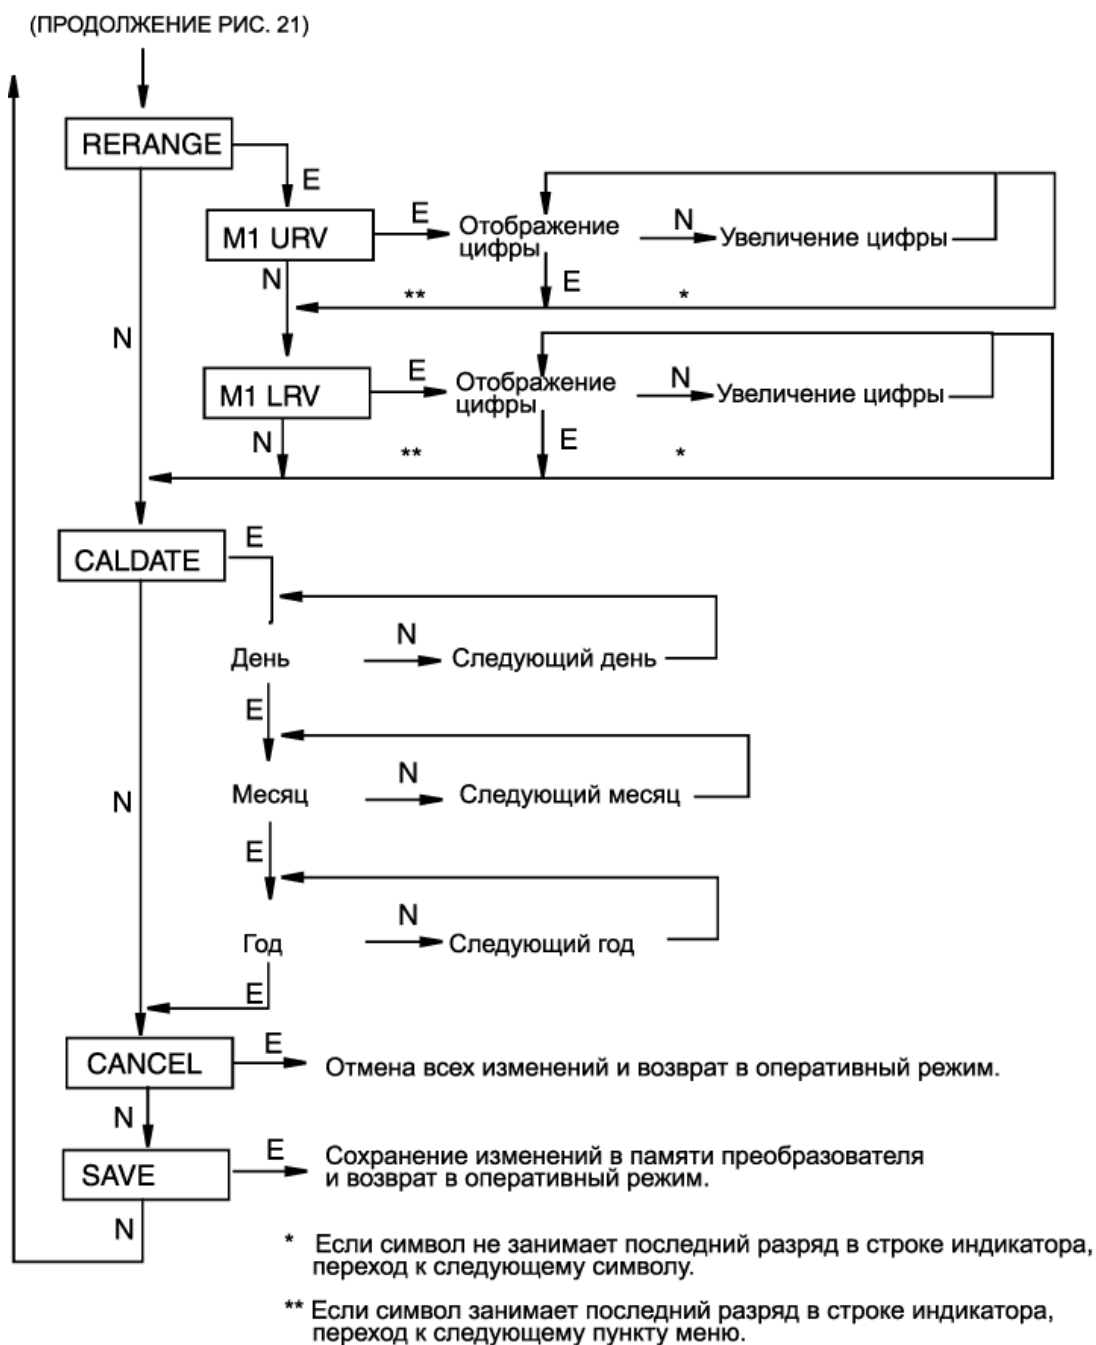 (ПРОДОЛЖЕНИЕ РИС. 21)
RERANGE
E
M1 URV
E
Отображение
цифры
N
Увеличение цифры
N
E
**
*
N
M1 LRV
E
Отображение
цифры
N
Увеличение цифры
N
E
**
*
CALDATE
E
День
N
Следующий день
E
Месяц
N
Следующий месяц
N
E
Год
N
Следующий год
E
CANCEL
E
Отмена всех изменений и возврат в оперативный режим.
N
SAVE
E
Сохранение изменений в памяти преобразователя
и возврат в оперативный режим.
N
* Если символ не занимает последний разряд в строке индикатора,
переход к следующему символу.
** Если символ занимает последний разряд в строке индикатора,
переход к следующему пункту меню.